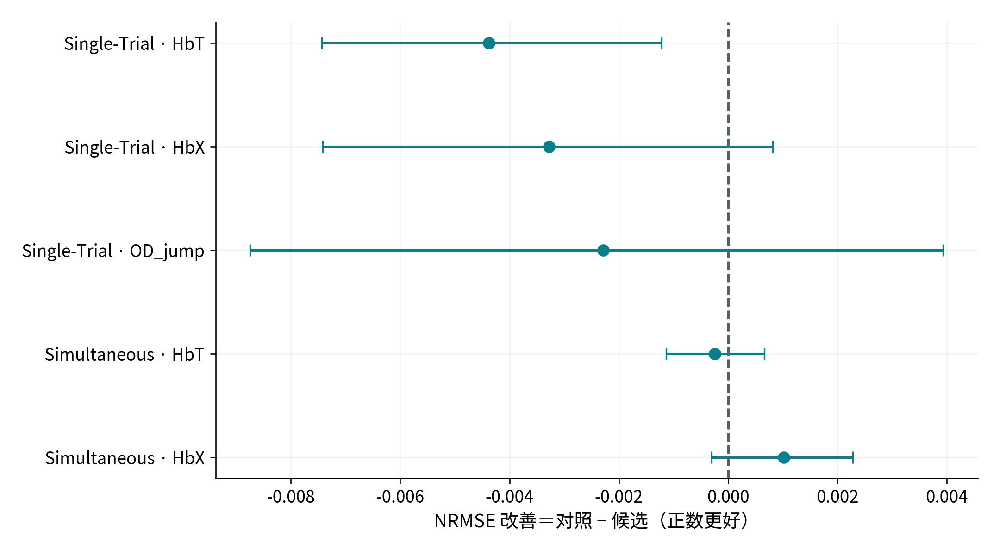 Single-Trial · HbT
Single-Trial · HbX
Single-Trial · OD_jump
Simultaneous · HbT
Simultaneous · HbX
-0.008 -0.006 -0.004 -0.002 0.000 0.002 0.004
NRMSE 改善＝对照 − 候选（正数更好）